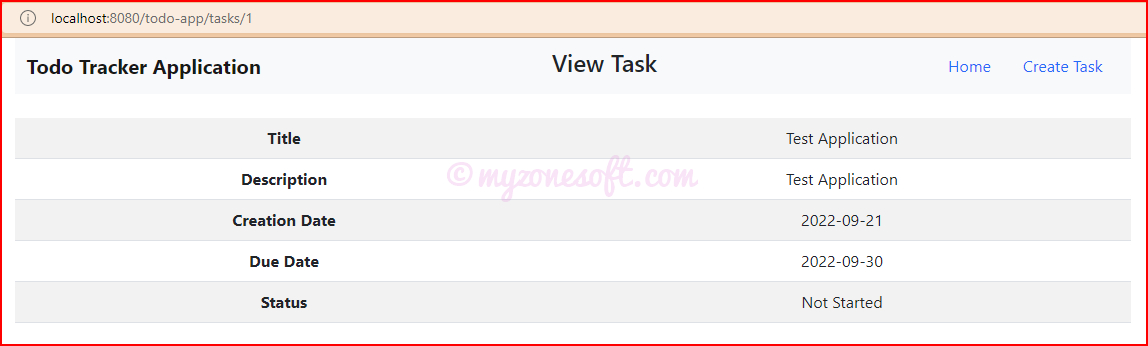 localhost:8080/todo-app/tasks/1
Todo Tracker Application View Task Home Create Task
Title Test Application
Description Test Application
© myzonesoft.com
Creation Date 2022-09-21
Due Date 2022-09-30
Status Not Started